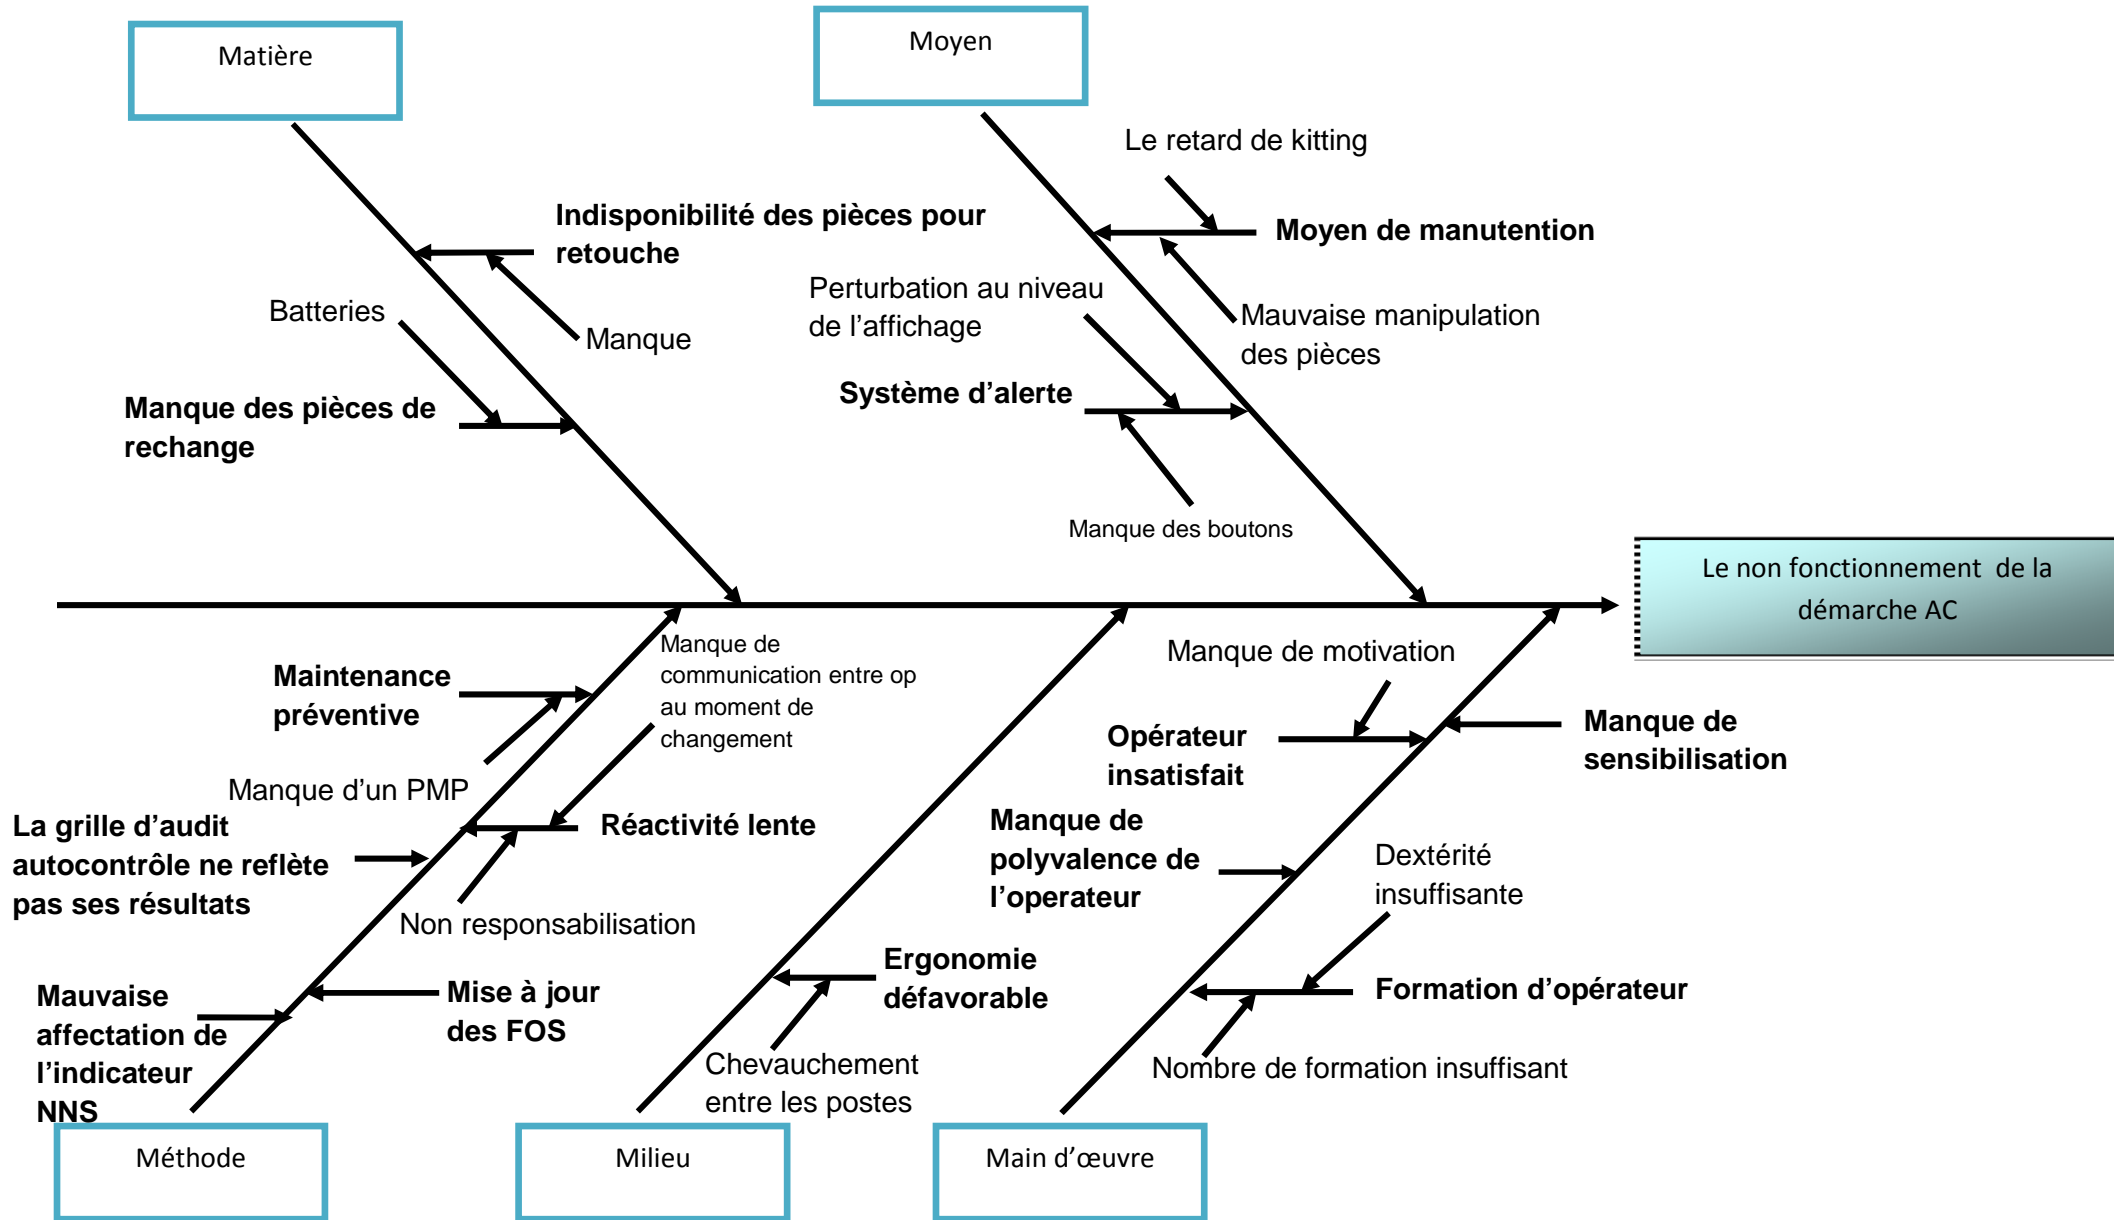 Matière
Moyen
Le retard de kitting
Indisponibilité des pièces pour
retouche
Moyen de manutention
Batteries
Manque
Perturbation au niveau
de l’affichage
Mauvaise manipulation
des pièces
Manque des pièces de
rechange
Système d’alerte
Manque des boutons
Le non fonctionnement de la
démarche AC
Maintenance
préventive
Manque de
communication entre op
au moment de
changement
Manque de motivation
Opérateur
insatisfait
Manque de
sensibilisation
Manque d’un PMP
La grille d’audit
autocontrôle ne reflète
pas ses résultats
Réactivité lente
Manque de
polyvalence de
l’operateur
Dextérité
insuffisante
Non responsabilisation
Mauvaise
affectation de
l’indicateur
NNS
Mise à jour
des FOS
Ergonomie
défavorable
Formation d’opérateur
Chevauchement
entre les postes
Nombre de formation insuffisant
Méthode
Milieu
Main d’œuvre